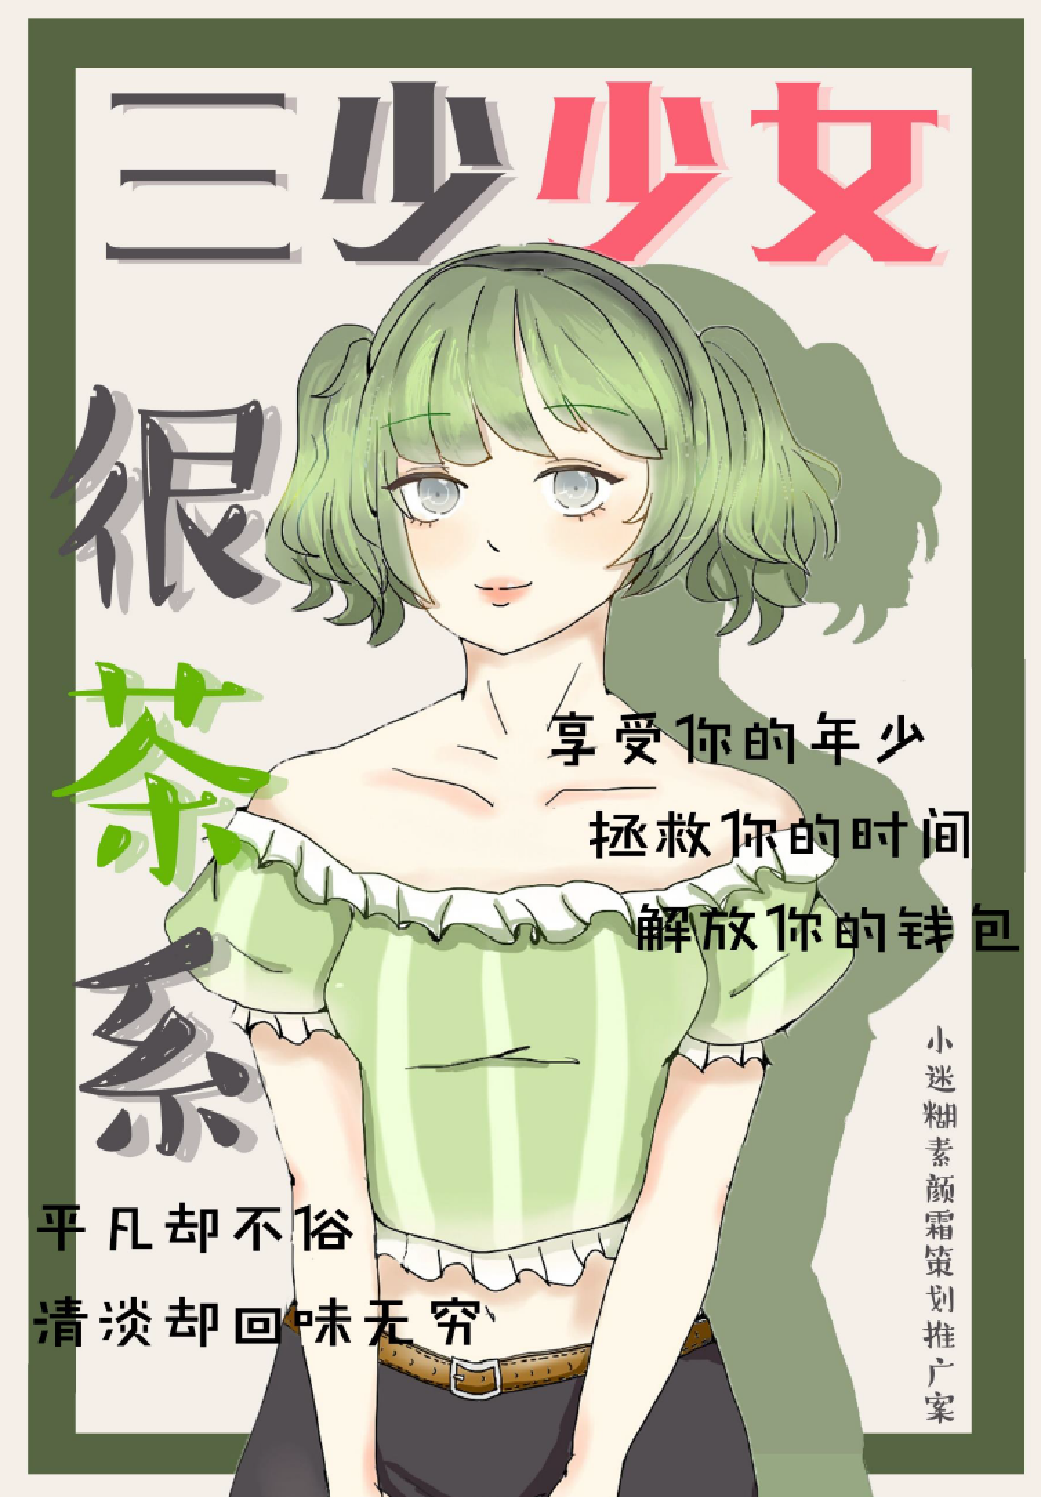 三少少女
很茶系
享受你的年少
拯救你的时间
解放你的钱包
小迷糊素颜霜策划推广案
平凡却不俗
清淡却回味无穷